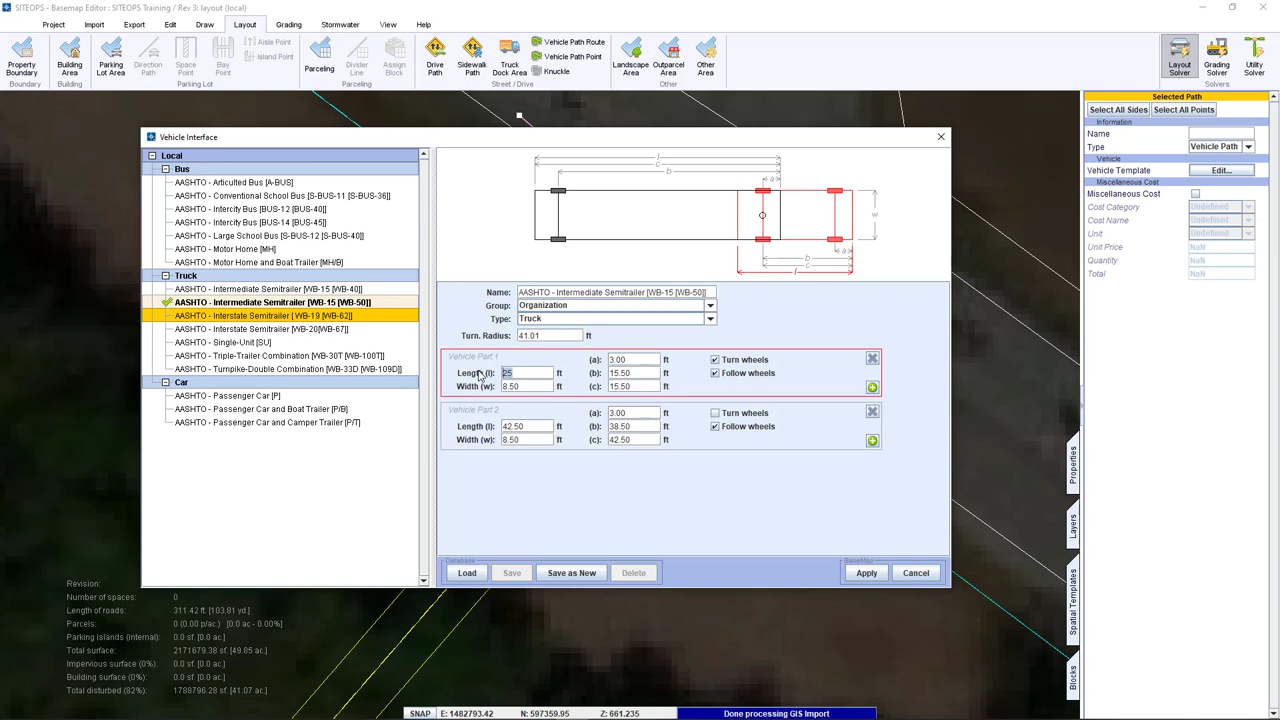 SITEOPS - Basemap Editor : SITEOPS Training / Rev 3: layout (local)
Project Import Export Edit Draw Layout Grading Stormwater View Help
Property Boundary
Building Area
Parking Lot Area
Direction Path
Space Point
Bay Point
Aisle Point
Island Point
Parceling
Divider Line
Assign Block
Drive Path
Sidewalk Path
Truck Dock Area
Vehicle Path Route
Vehicle Path Point
Knuckle
Landscape Area
Outparcel Area
Other Area
Layout Solver
Grading Solver
Utility Solver
Boundary Building Parking Lot Parceling Street / Drive Other Solvers
Vehicle Interface
Local
Bus
AASHTO - Articulted Bus [A-BUS]
AASHTO - Conventional School Bus [S-BUS-11 [S-BUS-36]]
AASHTO - Intercity Bus [BUS-12 [BUS-40]]
AASHTO - Intercity Bus [BUS-14 [BUS-45]]
AASHTO - Large School Bus [S-BUS-12 [S-BUS-40]]
AASHTO - Motor Home [MH]
AASHTO - Motor Home and Boat Trailer [MH/B]
Truck
AASHTO - Intermediate Semitrailer [WB-15 [WB-40]]
AASHTO - Intermediate Semitrailer [WB-15 [WB-50]]
AASHTO - Interstate Semitrailer [ WB-19 [WB-62]]
AASHTO - Interstate Semitrailer [WB-20[WB-67]]
AASHTO - Single-Unit [SU]
AASHTO - Triple-Trailer Combination [WB-30T [WB-100T]]
AASHTO - Turnpike-Double Combination [WB-33D [WB-109D]]
Car
AASHTO - Passenger Car [P]
AASHTO - Passenger Car and Boat Trailer [P/B]
AASHTO - Passenger Car and Camper Trailer [P/T]
l
c
b
a
w
a
b
c
l
Name: AASHTO - Intermediate Semitrailer [WB-15 [WB-50]]
Group: Organization
Type: Truck
Turn. Radius: 41.01 ft
Vehicle Part 1 (a): 3.00 ft Turn wheels
Length (l): 25 ft (b): 15.50 ft Follow wheels
Width (w): 8.50 ft (c): 15.50 ft
Vehicle Part 2 (a): 3.00 ft Turn wheels
Length (l): 42.50 ft (b): 38.50 ft Follow wheels
Width (w): 8.50 ft (c): 42.50 ft
Database BaseMap
Load Save Save as New Delete Apply Cancel
Selected Path
Select All Sides Select All Points
Information
Name
Type Vehicle Path
Vehicle
Vehicle Template Edit...
Miscellaneous Cost
Miscellaneous Cost
Cost Category Undefined
Cost Name Undefined
Unit Undefined
Unit Price NaN
Quantity NaN
Total NaN
Properties
Layers
Spatial Templates
Blocks
Revision:
Number of spaces: 0
Length of roads: 311.42 ft. [103.81 yd.]
Parcels: 0 (0.00 p/ac.) [0.0 ac - 0.00%]
Parking islands (internal): 0.0 sf. [0.0 ac.]
Total surface: 2171679.38 sf. [49.85 ac.]
Impervious surface (0%) 0.0 sf. [0.0 ac.]
Building surface (0%) 0.0 sf. [0.0 ac.]
Total disturbed (82%) 1788796.28 sf. [41.07 ac.]
SNAP E: 1482793.42 N: 597359.95 Z: 661.235 Done processing GIS Import